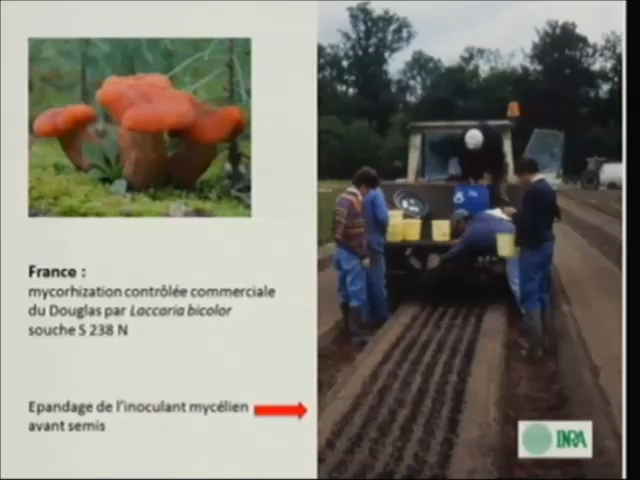 France :
mycorhization contrôlée commerciale
du Douglas par Laccaria bicolor
souche S 238 N
Epandage de l'inoculant mycélien
avant semis
INRA